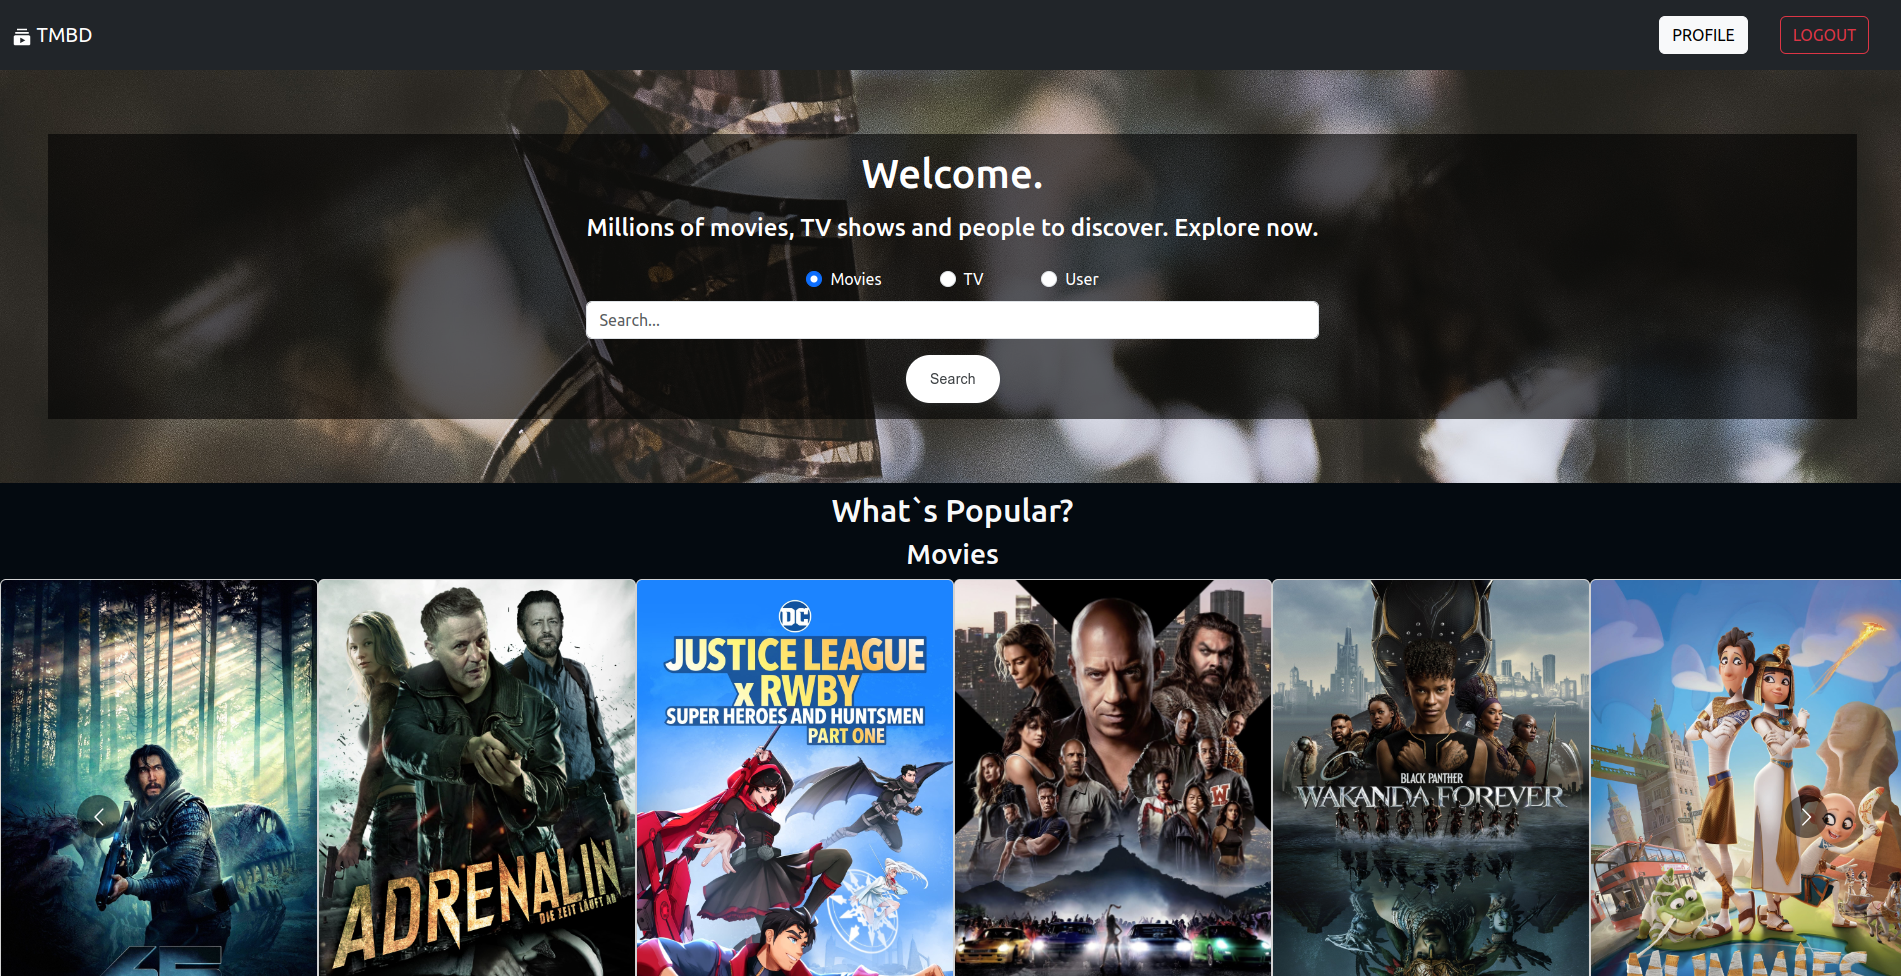 TMBD
PROFILE
LOGOUT
Welcome.
Millions of movies, TV shows and people to discover. Explore now.
Movies
TV
User
Search...
Search
What`s Popular?
Movies
ADRENALIN
DIE ZEIT LÄUFT AB
DC
JUSTICE LEAGUE
x RWBY
SUPER HEROES AND HUNTSMEN
PART ONE
W
BLACK PANTHER
WAKANDA FOREVER
MUMMIES